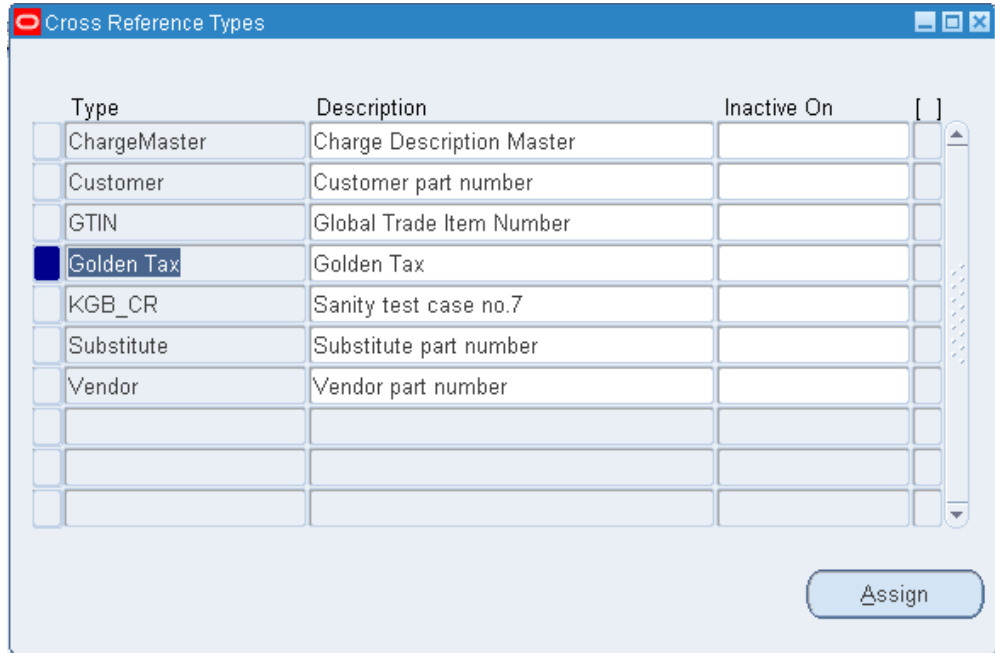 Cross Reference Types
Type Description Inactive On [ ]
ChargeMaster Charge Description Master
Customer Customer part number
GTIN Global Trade Item Number
Golden Tax Golden Tax
KGB_CR Sanity test case no.7
Substitute Substitute part number
Vendor Vendor part number
Assign